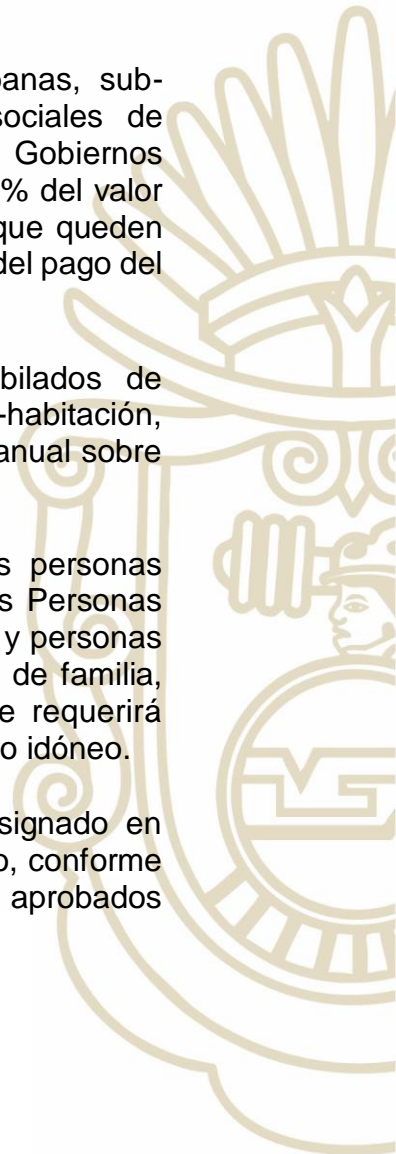 banas, sub-
sociales de
Gobiernos
% del valor
que queden
del pago del
bilados de
-habitación,
anual sobre
s personas
s Personas
y personas
de familia,
e requerirá
o idóneo.
signado en
o, conforme
aprobados